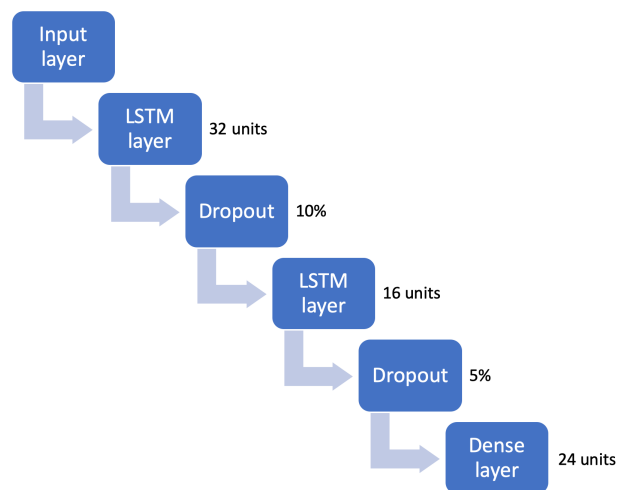 Input
layer
LSTM
layer
32 units
Dropout
10%
LSTM
layer
16 units
Dropout
5%
Dense
layer
24 units